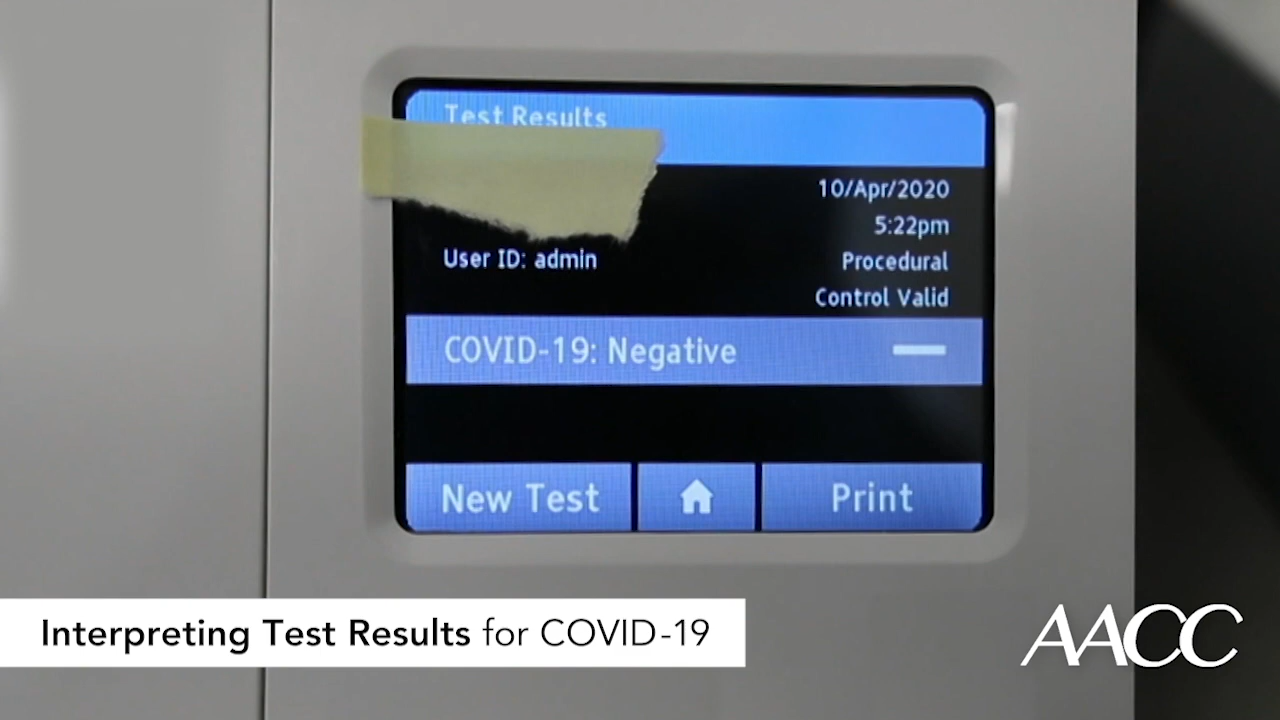 Test Results
10/Apr/2020
5:22pm
User ID: admin
Procedural
Control Valid
COVID-19: Negative
New Test
Print
Interpreting Test Results for COVID-19
AACC